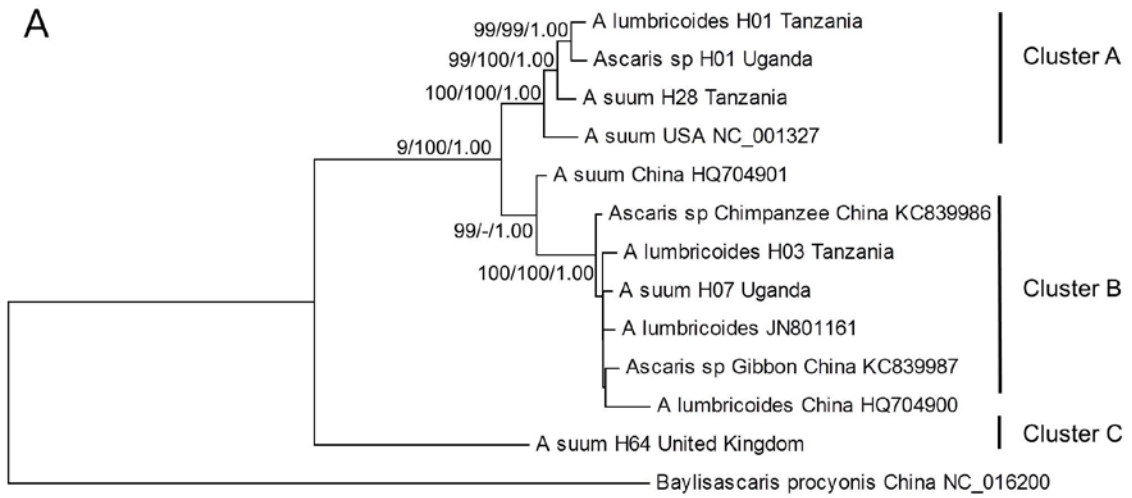 A
99/99/1.00
A lumbricoides H01 Tanzania
Ascaris sp H01 Uganda
99/100/1.00
A suum H28 Tanzania
100/100/1.00
A suum USA NC_001327
Cluster A
9/100/1.00
A suum China HQ704901
99/-/1.00
Ascaris sp Chimpanzee China KC839986
A lumbricoides H03 Tanzania
100/100/1.00
A suum H07 Uganda
A lumbricoides JN801161
Ascaris sp Gibbon China KC839987
A lumbricoides China HQ704900
Cluster B
A suum H64 United Kingdom
Cluster C
Baylisascaris procyonis China NC_016200